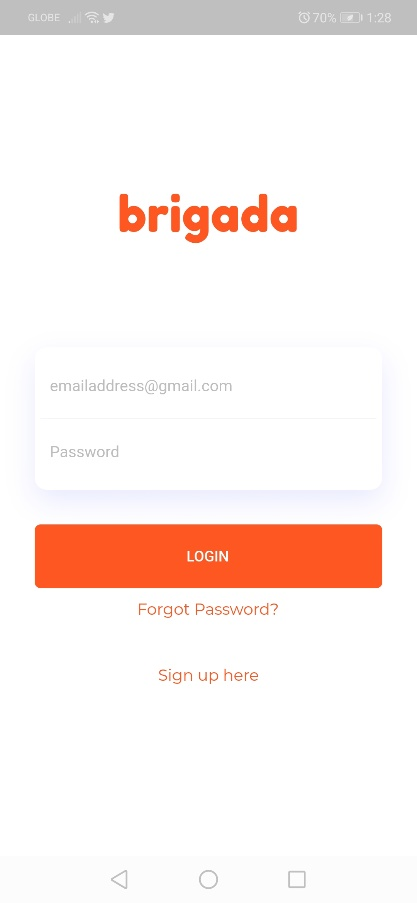 GLOBE 70% 1:28
brigada
emailaddress@gmail.com
Password
LOGIN
Forgot Password?
Sign up here